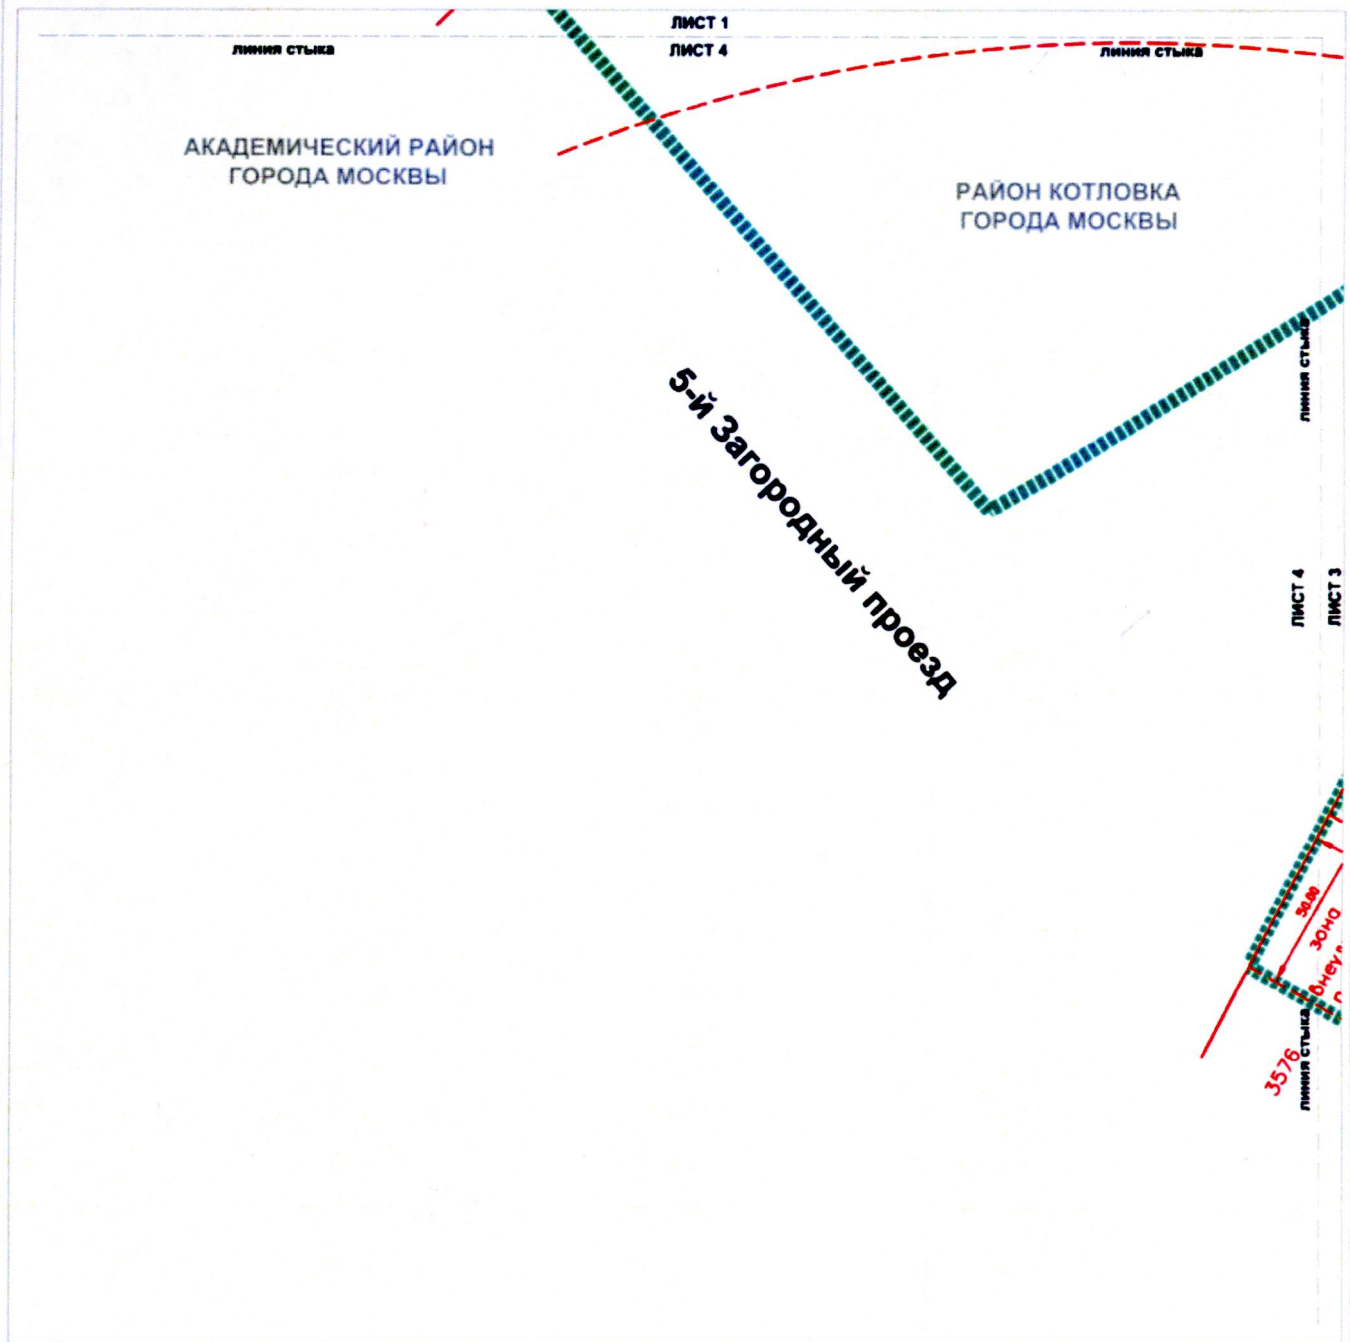 ЛИСТ 1
линия стыка
ЛИСТ 4
линия стыка
АКАДЕМИЧЕСКИЙ РАЙОН
ГОРОДА МОСКВЫ
РАЙОН КОТЛОВКА
ГОРОДА МОСКВЫ
линия стыка
5-й Загородный проезд
ЛИСТ 4
ЛИСТ 3
50.00
зона
3576
линия стыка